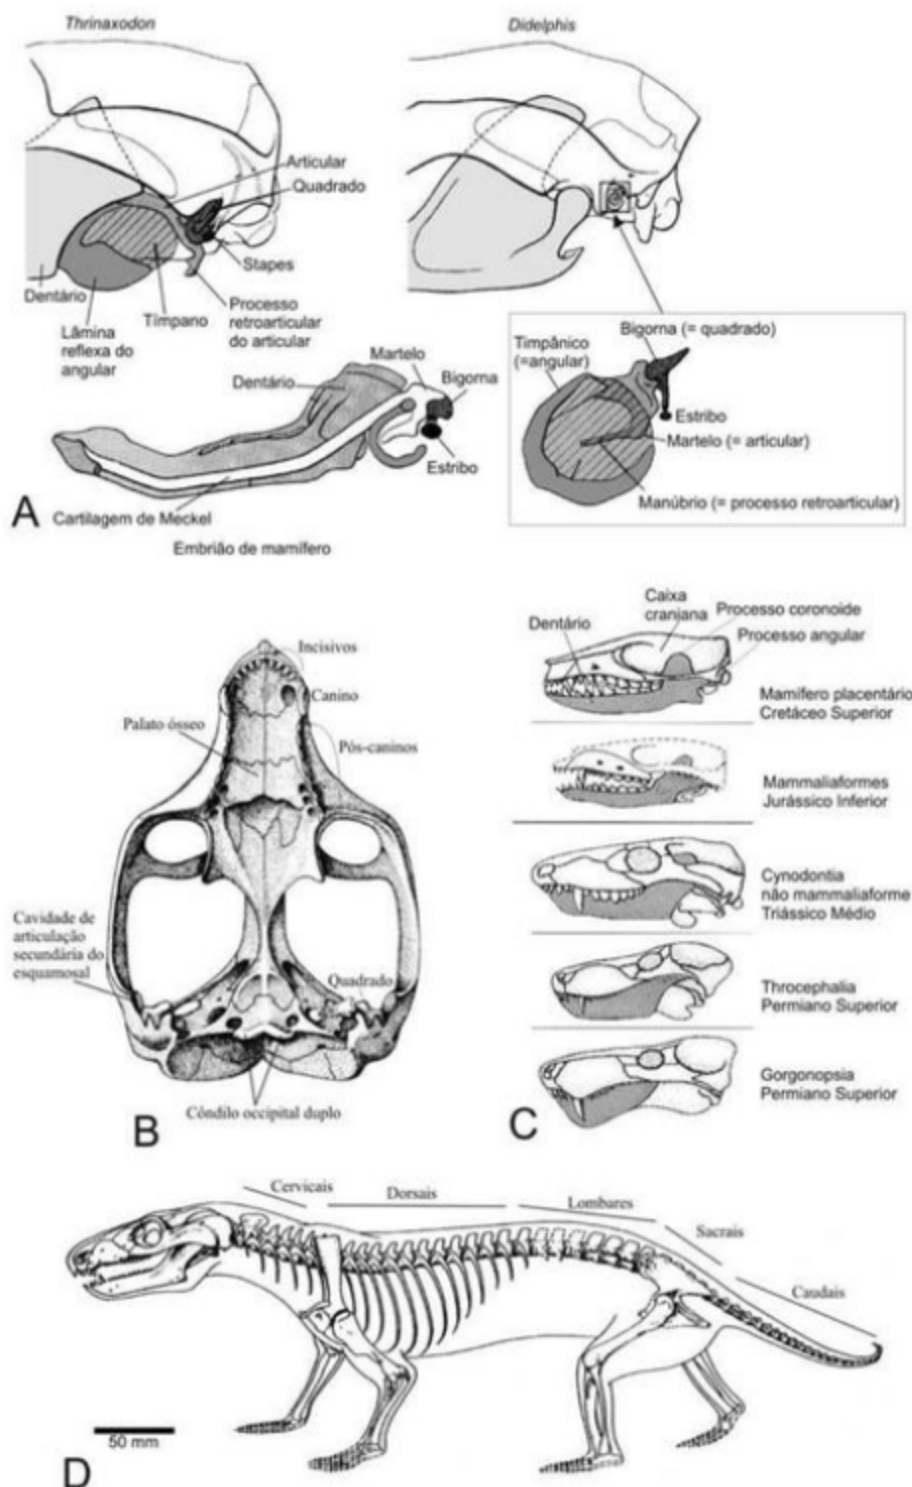 Thrinaxodon
Didelphis
Articular
Quadrado
Stapes
Dentário
Tímpano
Processo
retroarticular
do articular
Lâmina
reflexa do
angular
Martelo
Bigorna
Dentário
Estribo
Cartilagem de Meckel
A
Embrião de mamífero
Bigorna (= quadrado)
Timpânico
(=angular)
Estribo
Martelo (= articular)
Manúbrio (= processo retroarticular)
Incisivos
Canino
Palato ósseo
Pós-caninos
Cavidade de
articulação
secundária do
esquamosal
Quadrado
Côndilo occipital duplo
B
Caixa
craniana
Processo coronoide
Dentário
Processo angular
Mamífero placentário
Cretáceo Superior
Mammaliaformes
Jurássico Inferior
Cynodontia
não mammaliaforme
Triássico Médio
Throcephalia
Permiano Superior
Gorgonopsia
Permiano Superior
C
Cervicais
Dorsais
Lombares
Sacrais
Caudais
50 mm
D